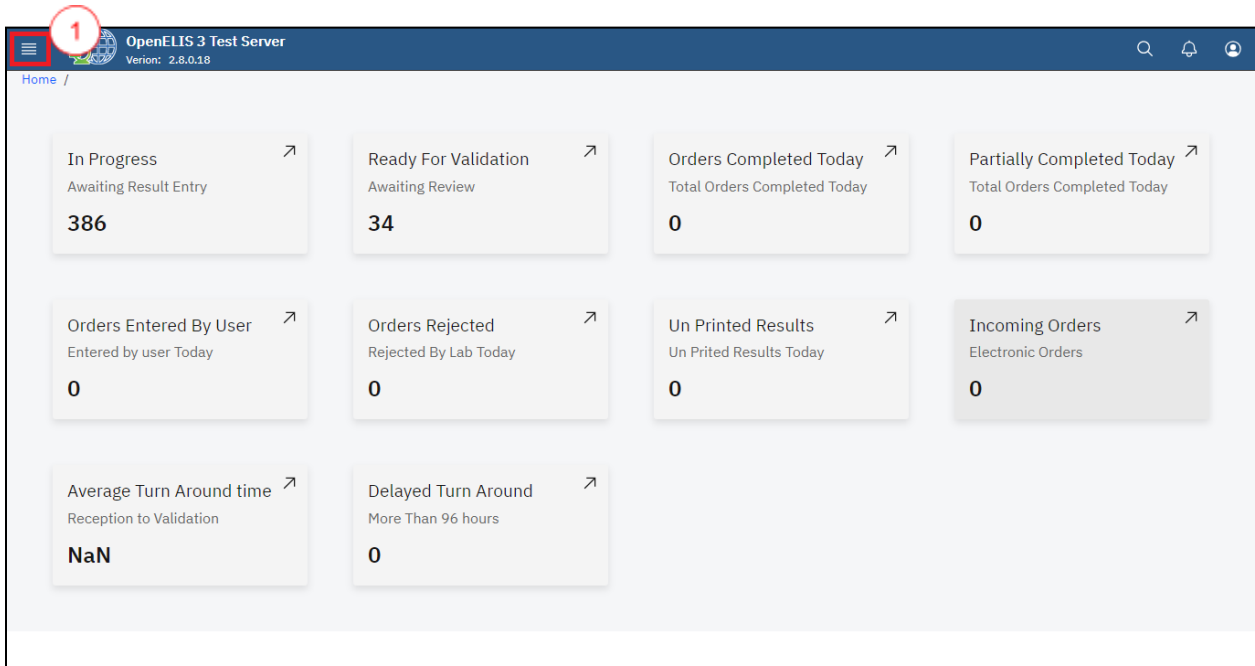 1
OpenELIS 3 Test Server
Verion: 2.8.0.18
Home /
In Progress
Awaiting Result Entry
386
Ready For Validation
Awaiting Review
34
Orders Completed Today
Total Orders Completed Today
0
Partially Completed Today
Total Orders Completed Today
0
Orders Entered By User
Entered by user Today
0
Orders Rejected
Rejected By Lab Today
0
Un Printed Results
Un Prited Results Today
0
Incoming Orders
Electronic Orders
0
Average Turn Around time
Reception to Validation
NaN
Delayed Turn Around
More Than 96 hours
0